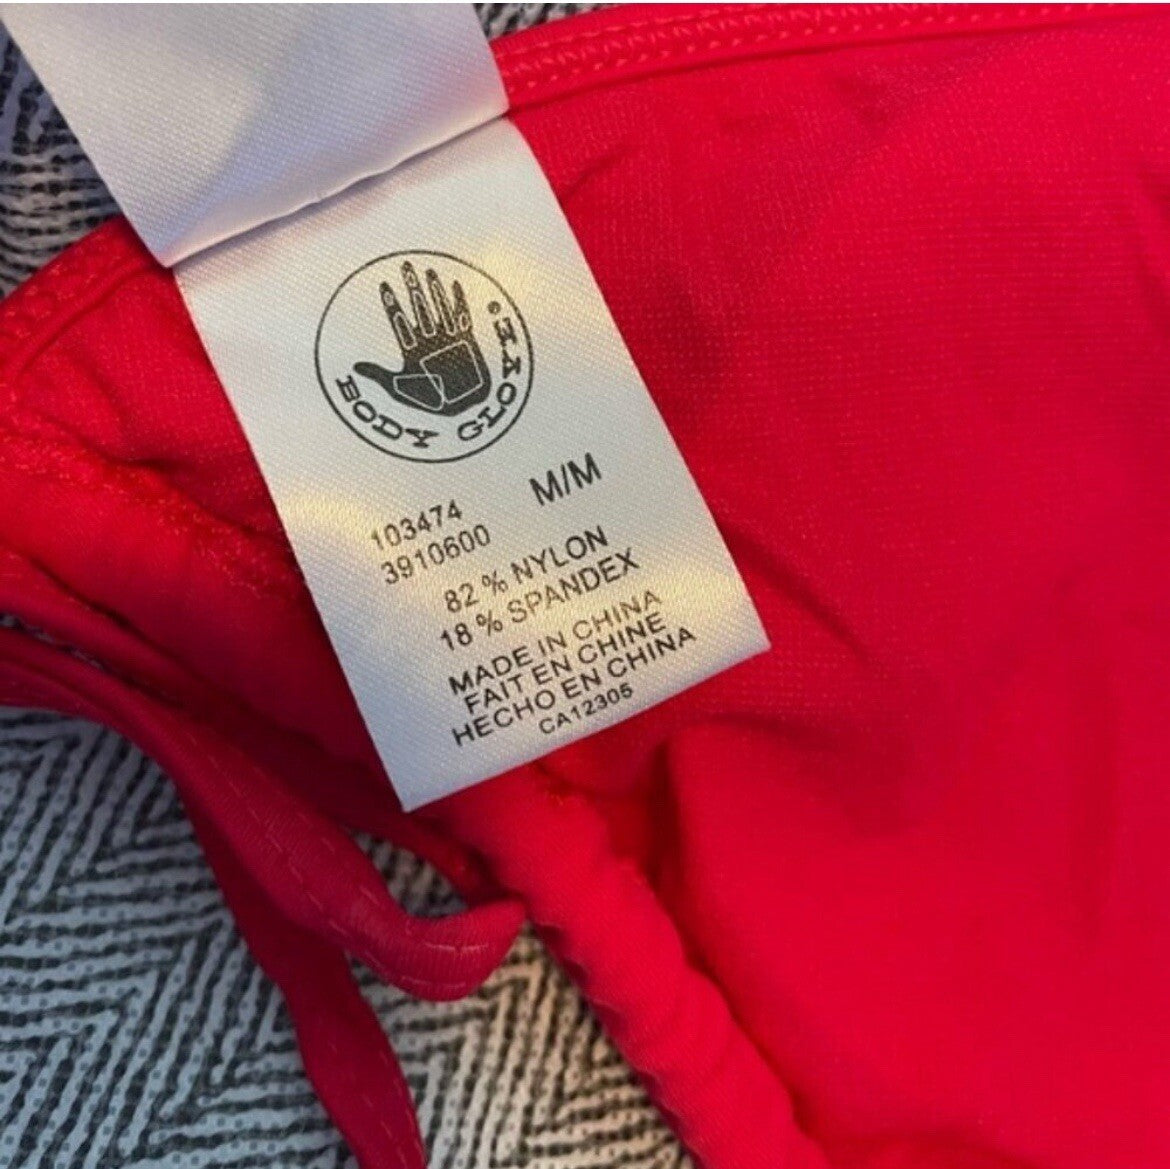 BODY GLOVE®
M/M
103474
3910600
82 % NYLON
18 % SPANDEX
MADE IN CHINA
FAIT EN CHINE
HECHO EN CHINA
CA12305